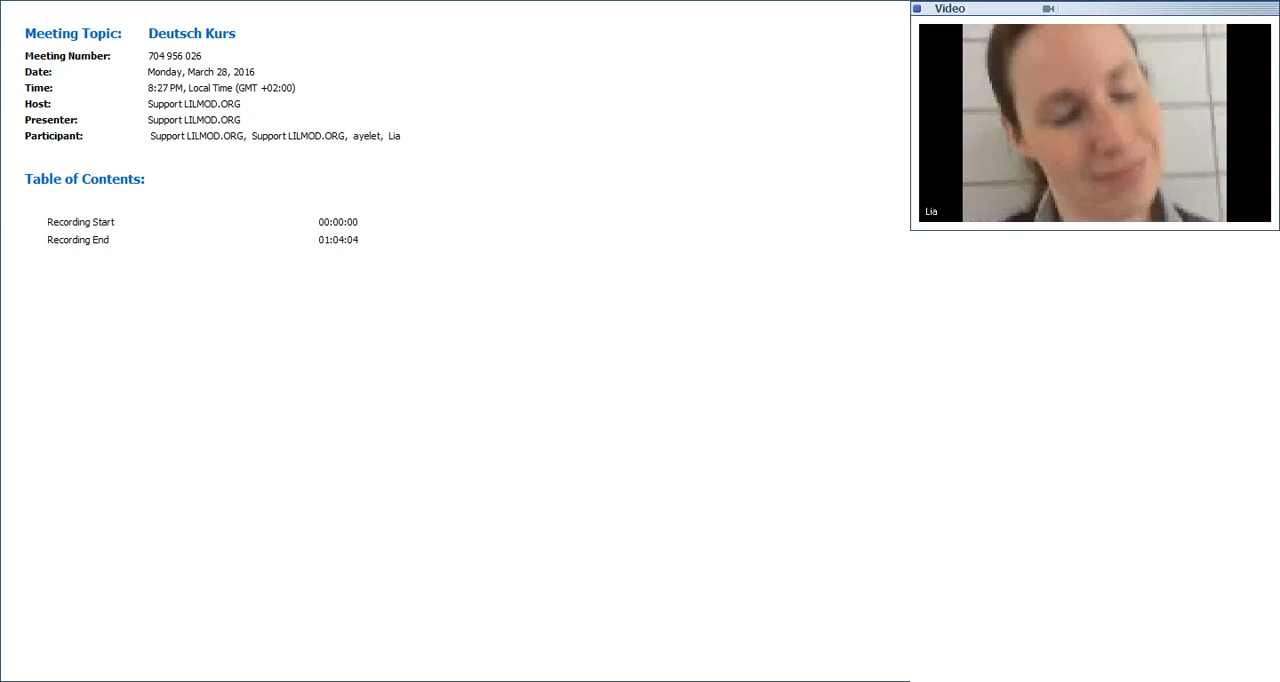 Meeting Topic: Deutsch Kurs
Meeting Number: 704 956 026
Date: Monday, March 28, 2016
Time: 8:27 PM, Local Time (GMT +02:00)
Host: Support LILMOD.ORG
Presenter: Support LILMOD.ORG
Participant: Support LILMOD.ORG, Support LILMOD.ORG, ayelet, Lia
Table of Contents:
Recording Start 00:00:00
Recording End 01:04:04
Video
Lia